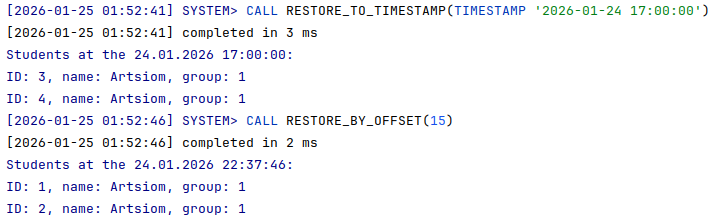 [2026-01-25 01:52:41] SYSTEM> CALL RESTORE_TO_TIMESTAMP(TIMESTAMP '2026-01-24 17:00:00')
[2026-01-25 01:52:41] completed in 3 ms
Students at the 24.01.2026 17:00:00:
ID: 3, name: Artsiom, group: 1
ID: 4, name: Artsiom, group: 1
[2026-01-25 01:52:46] SYSTEM> CALL RESTORE_BY_OFFSET(15)
[2026-01-25 01:52:46] completed in 2 ms
Students at the 24.01.2026 22:37:46:
ID: 1, name: Artsiom, group: 1
ID: 2, name: Artsiom, group: 1